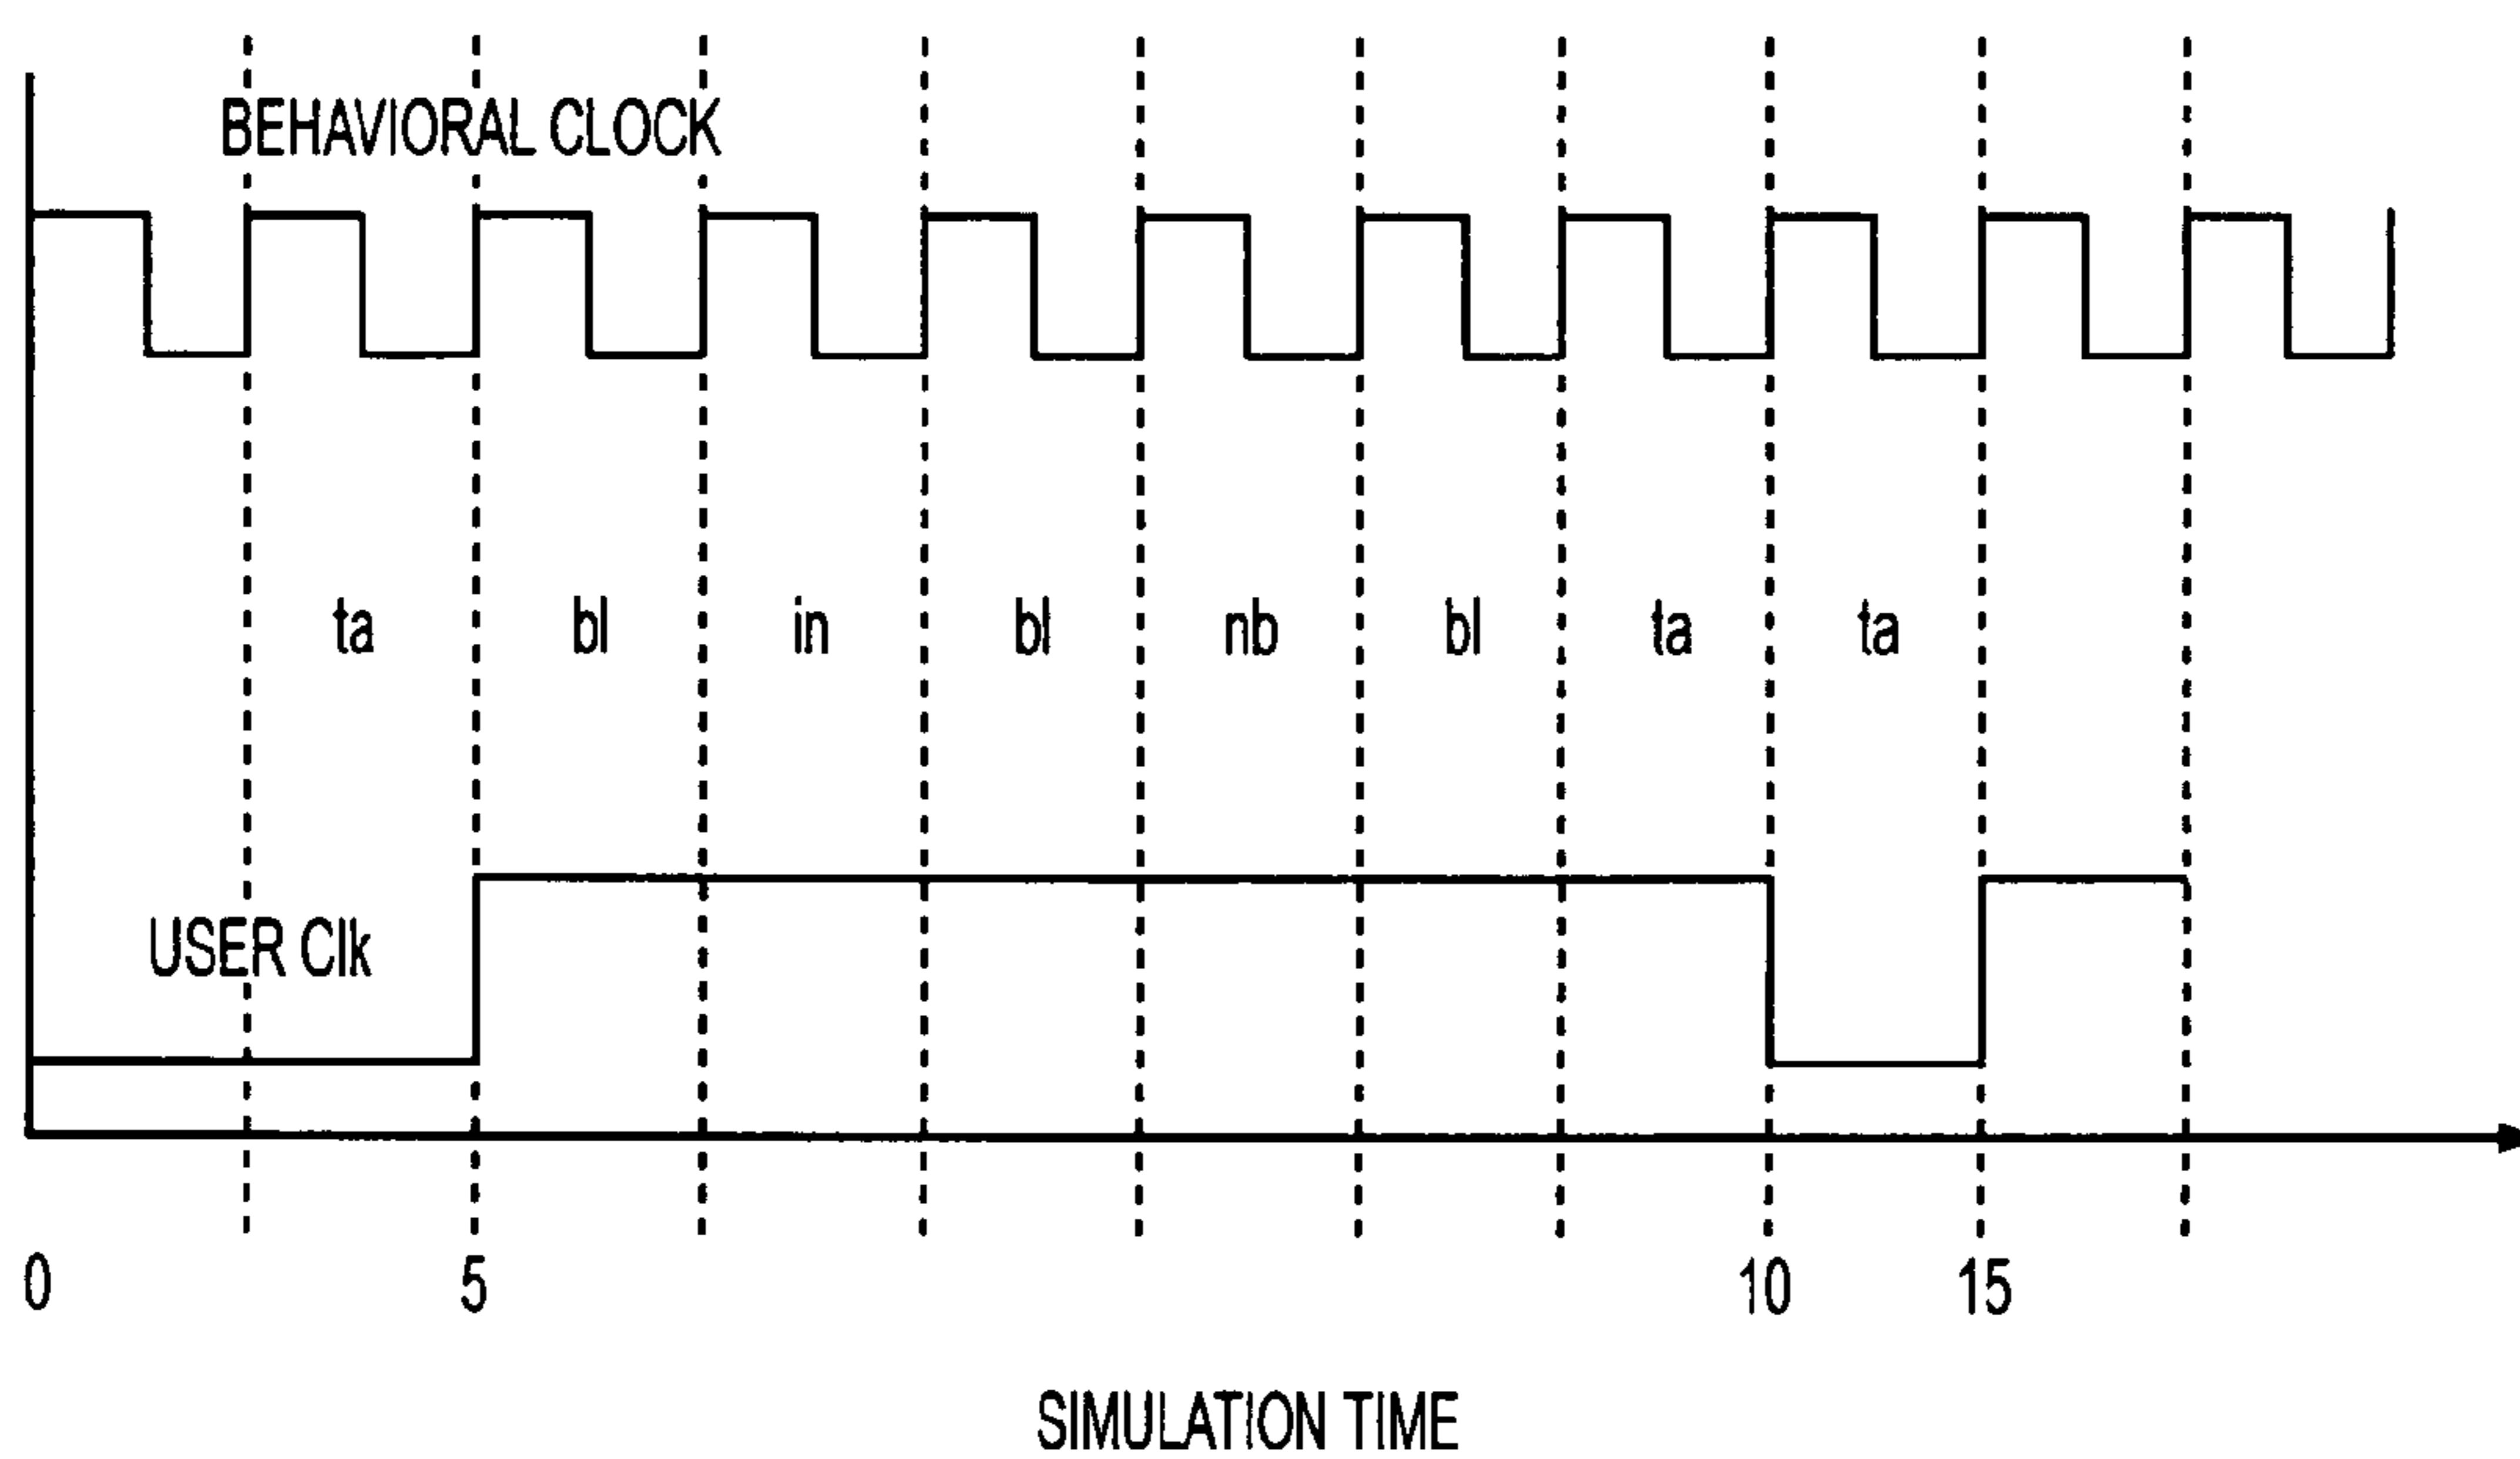 BEHAVIORAL CLOCK
ta bl in bl nb bl ta ta
USER Clk
0 5 10 15
SIMULATION TIME